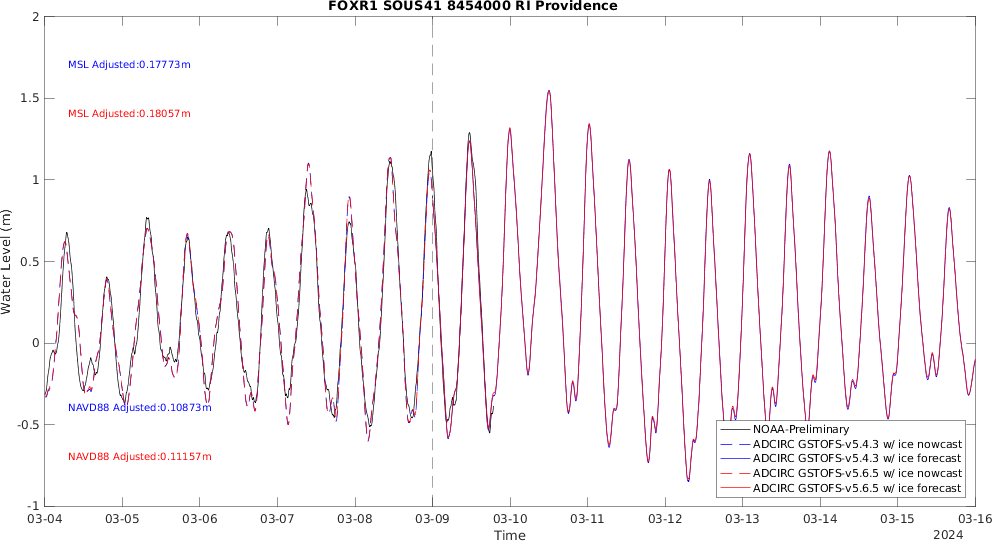 FOXR1 SOUS41 8454000 RI Providence
2
MSL Adjusted:0.17773m
1.5
MSL Adjusted:0.18057m
1
0.5
Water Level (m)
0
NAVD88 Adjusted:0.10873m
-0.5
NAVD88 Adjusted:0.11157m
NOAA-Preliminary
ADCIRC GSTOFS-v5.4.3 w/ ice nowcast
ADCIRC GSTOFS-v5.4.3 w/ ice forecast
ADCIRC GSTOFS-v5.6.5 w/ ice nowcast
ADCIRC GSTOFS-v5.6.5 w/ ice forecast
-1
03-04 03-05 03-06 03-07 03-08 03-09 03-10 03-11 03-12 03-13 03-14 03-15 03-16
Time
2024